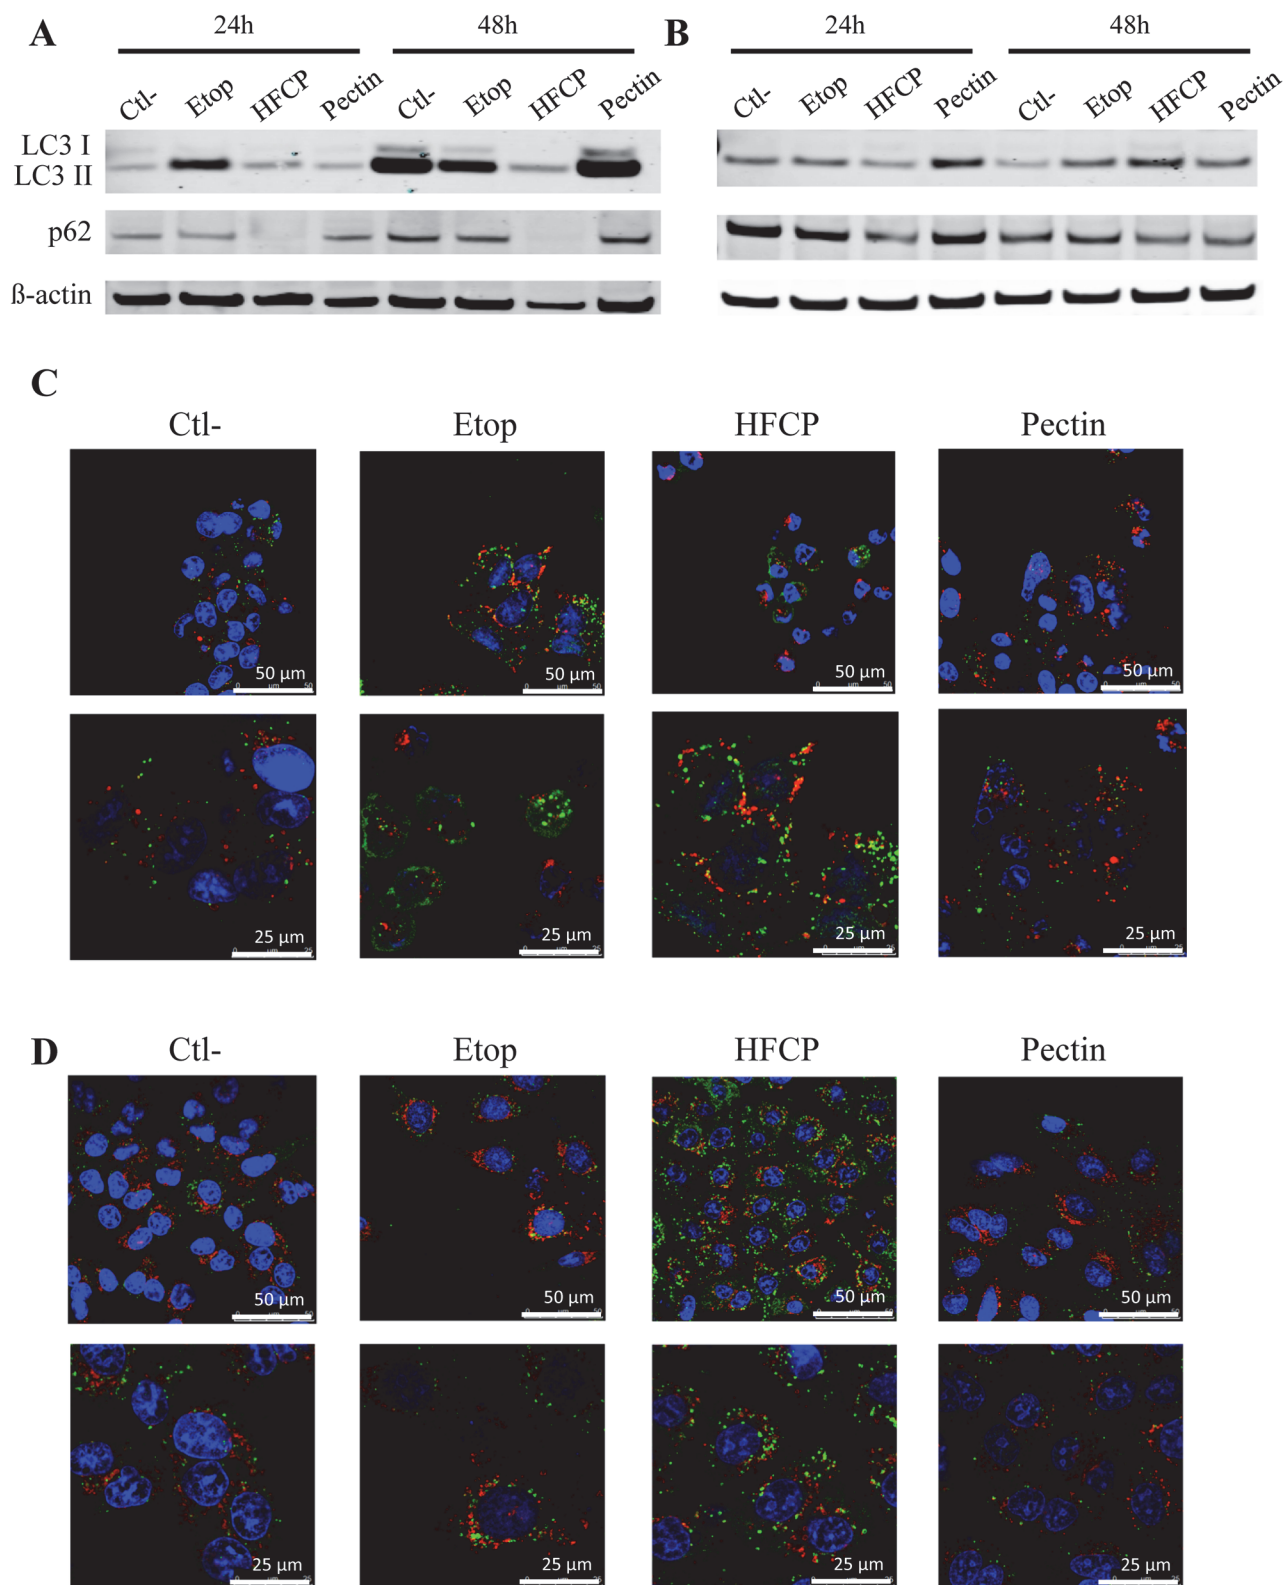 A
24h
48h
Ctl-
Etop
HFCP
Pectin
Ctl-
Etop
HFCP
Pectin
LC3 I
LC3 II
p62
ß-actin
B
24h
48h
Ctl-
Etop
HFCP
Pectin
Ctl-
Etop
HFCP
Pectin
C
Ctl-
Etop
HFCP
Pectin
50 µm
50 µm
50 µm
50 µm
25 µm
25 µm
25 µm
25 µm
D
Ctl-
Etop
HFCP
Pectin
50 µm
50 µm
50 µm
50 µm
25 µm
25 µm
25 µm
25 µm